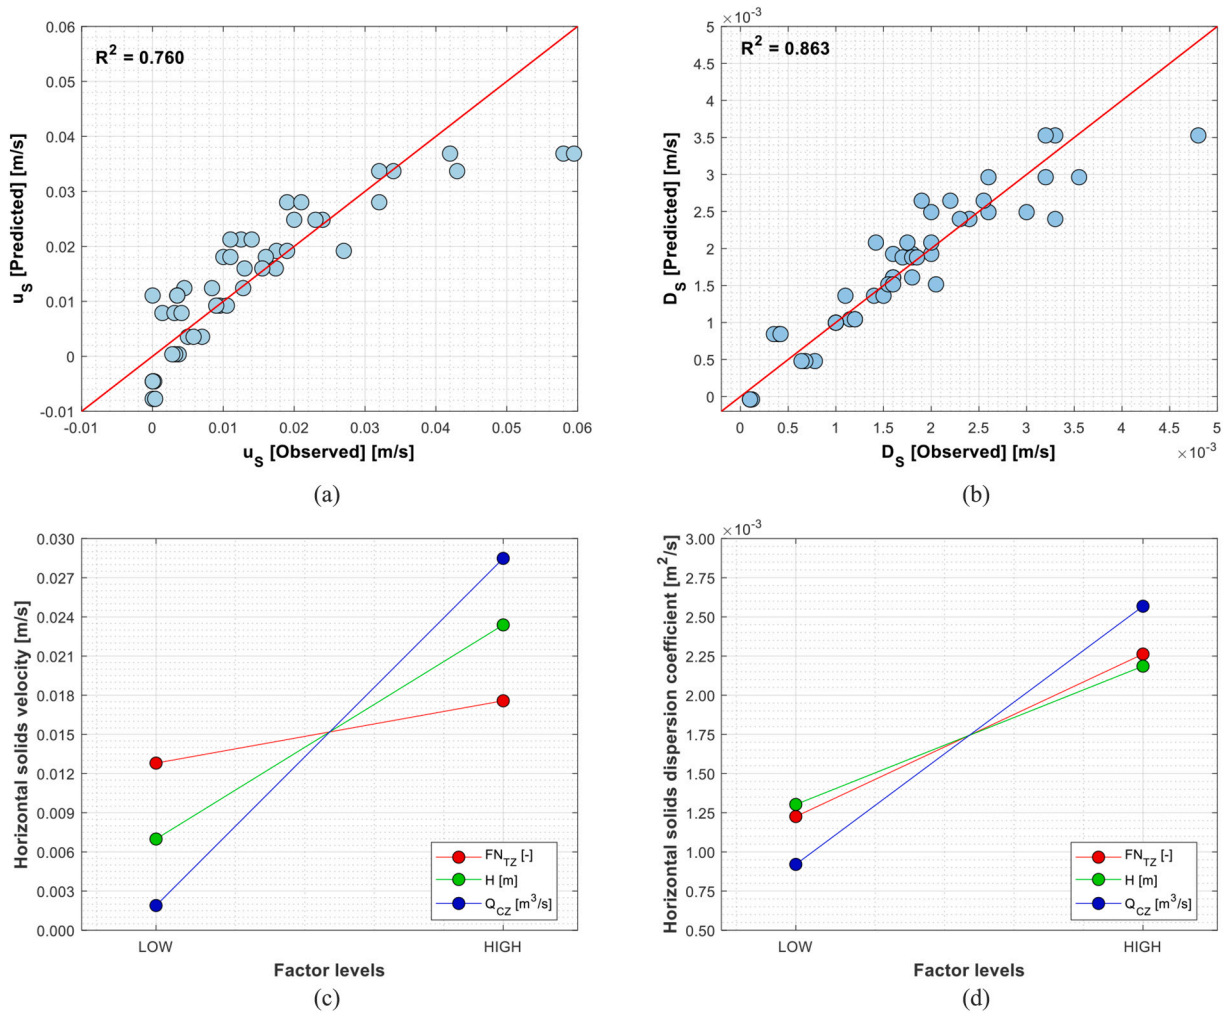 R² = 0.760
0.06
0.05
0.04
0.03
0.02
0.01
0
-0.01
u_S [Predicted] [m/s]
-0.01
0
0.01
0.02
0.03
0.04
0.05
0.06
u_S [Observed] [m/s]
(a)
×10⁻³
R² = 0.863
5
4.5
4
3.5
3
2.5
2
1.5
1
0.5
0
D_S [Predicted] [m/s]
0
0.5
1
1.5
2
2.5
3
3.5
4
4.5
5
D_S [Observed] [m/s]
×10⁻³
(b)
0.030
0.027
0.024
0.021
0.018
0.015
0.012
0.009
0.006
0.003
0.000
Horizontal solids velocity [m/s]
FN_TZ [-]
H [m]
Q_CZ [m³/s]
LOW
HIGH
Factor levels
(c)
×10⁻³
3.00
2.75
2.50
2.25
2.00
1.75
1.50
1.25
1.00
0.75
0.50
Horizontal solids dispersion coefficient [m²/s]
FN_TZ [-]
H [m]
Q_CZ [m³/s]
LOW
HIGH
Factor levels
(d)